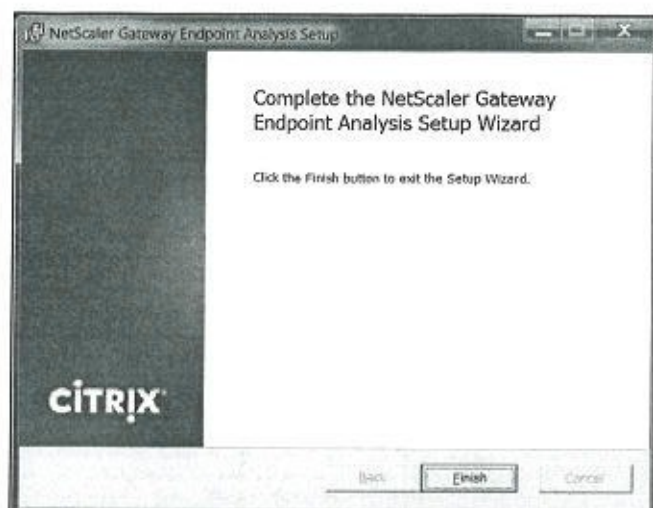 NetScaler Gateway Endpoint Analysis Setup
Complete the NetScaler Gateway
Endpoint Analysis Setup Wizard
Click the Finish button to exit the Setup Wizard.
CiTRIX
Back Finish Cancel